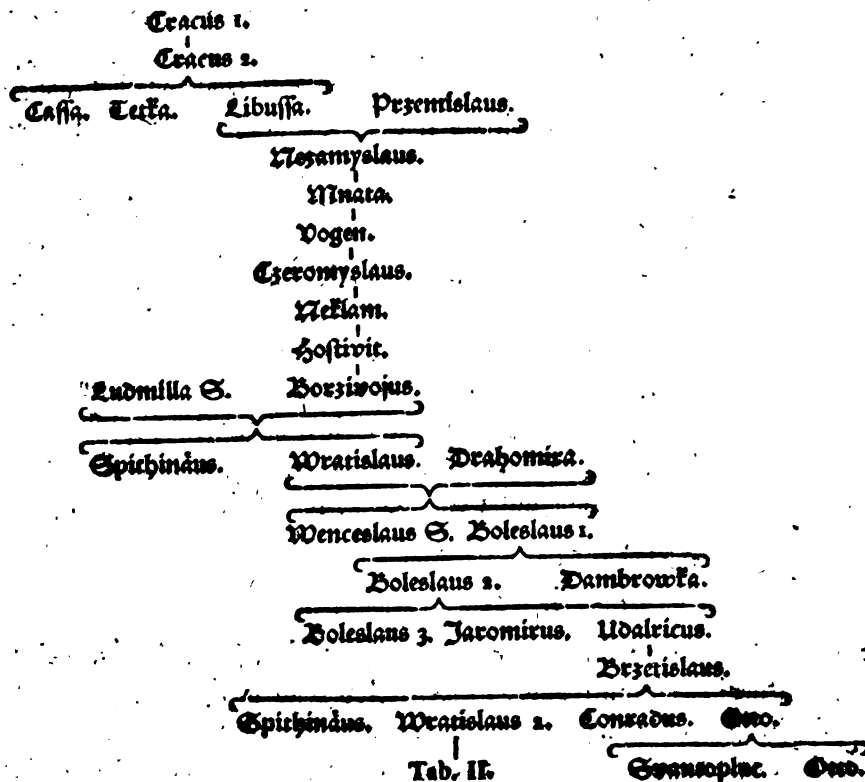 Cracus 1.
Cracus 2.
Cassa. Tetka. Libussa. Przemislaus.
Nezamyslaus.
Mnata.
Vogen.
Czeromyslaus.
Neklam.
Hostivit.
Ludmilla S. Borzivojus.
Spithinäus. Wratislaus. Drahomira.
Wenceslaus S. Boleslaus 1.
Boleslaus 2. Dambrowka.
Boleslaus 3. Jaromirus. Udalricus.
Brzetislaus.
Spithinäus. Wratislaus 2. Conradus. Otto.
Tab. II. Swantopluc. Otto.